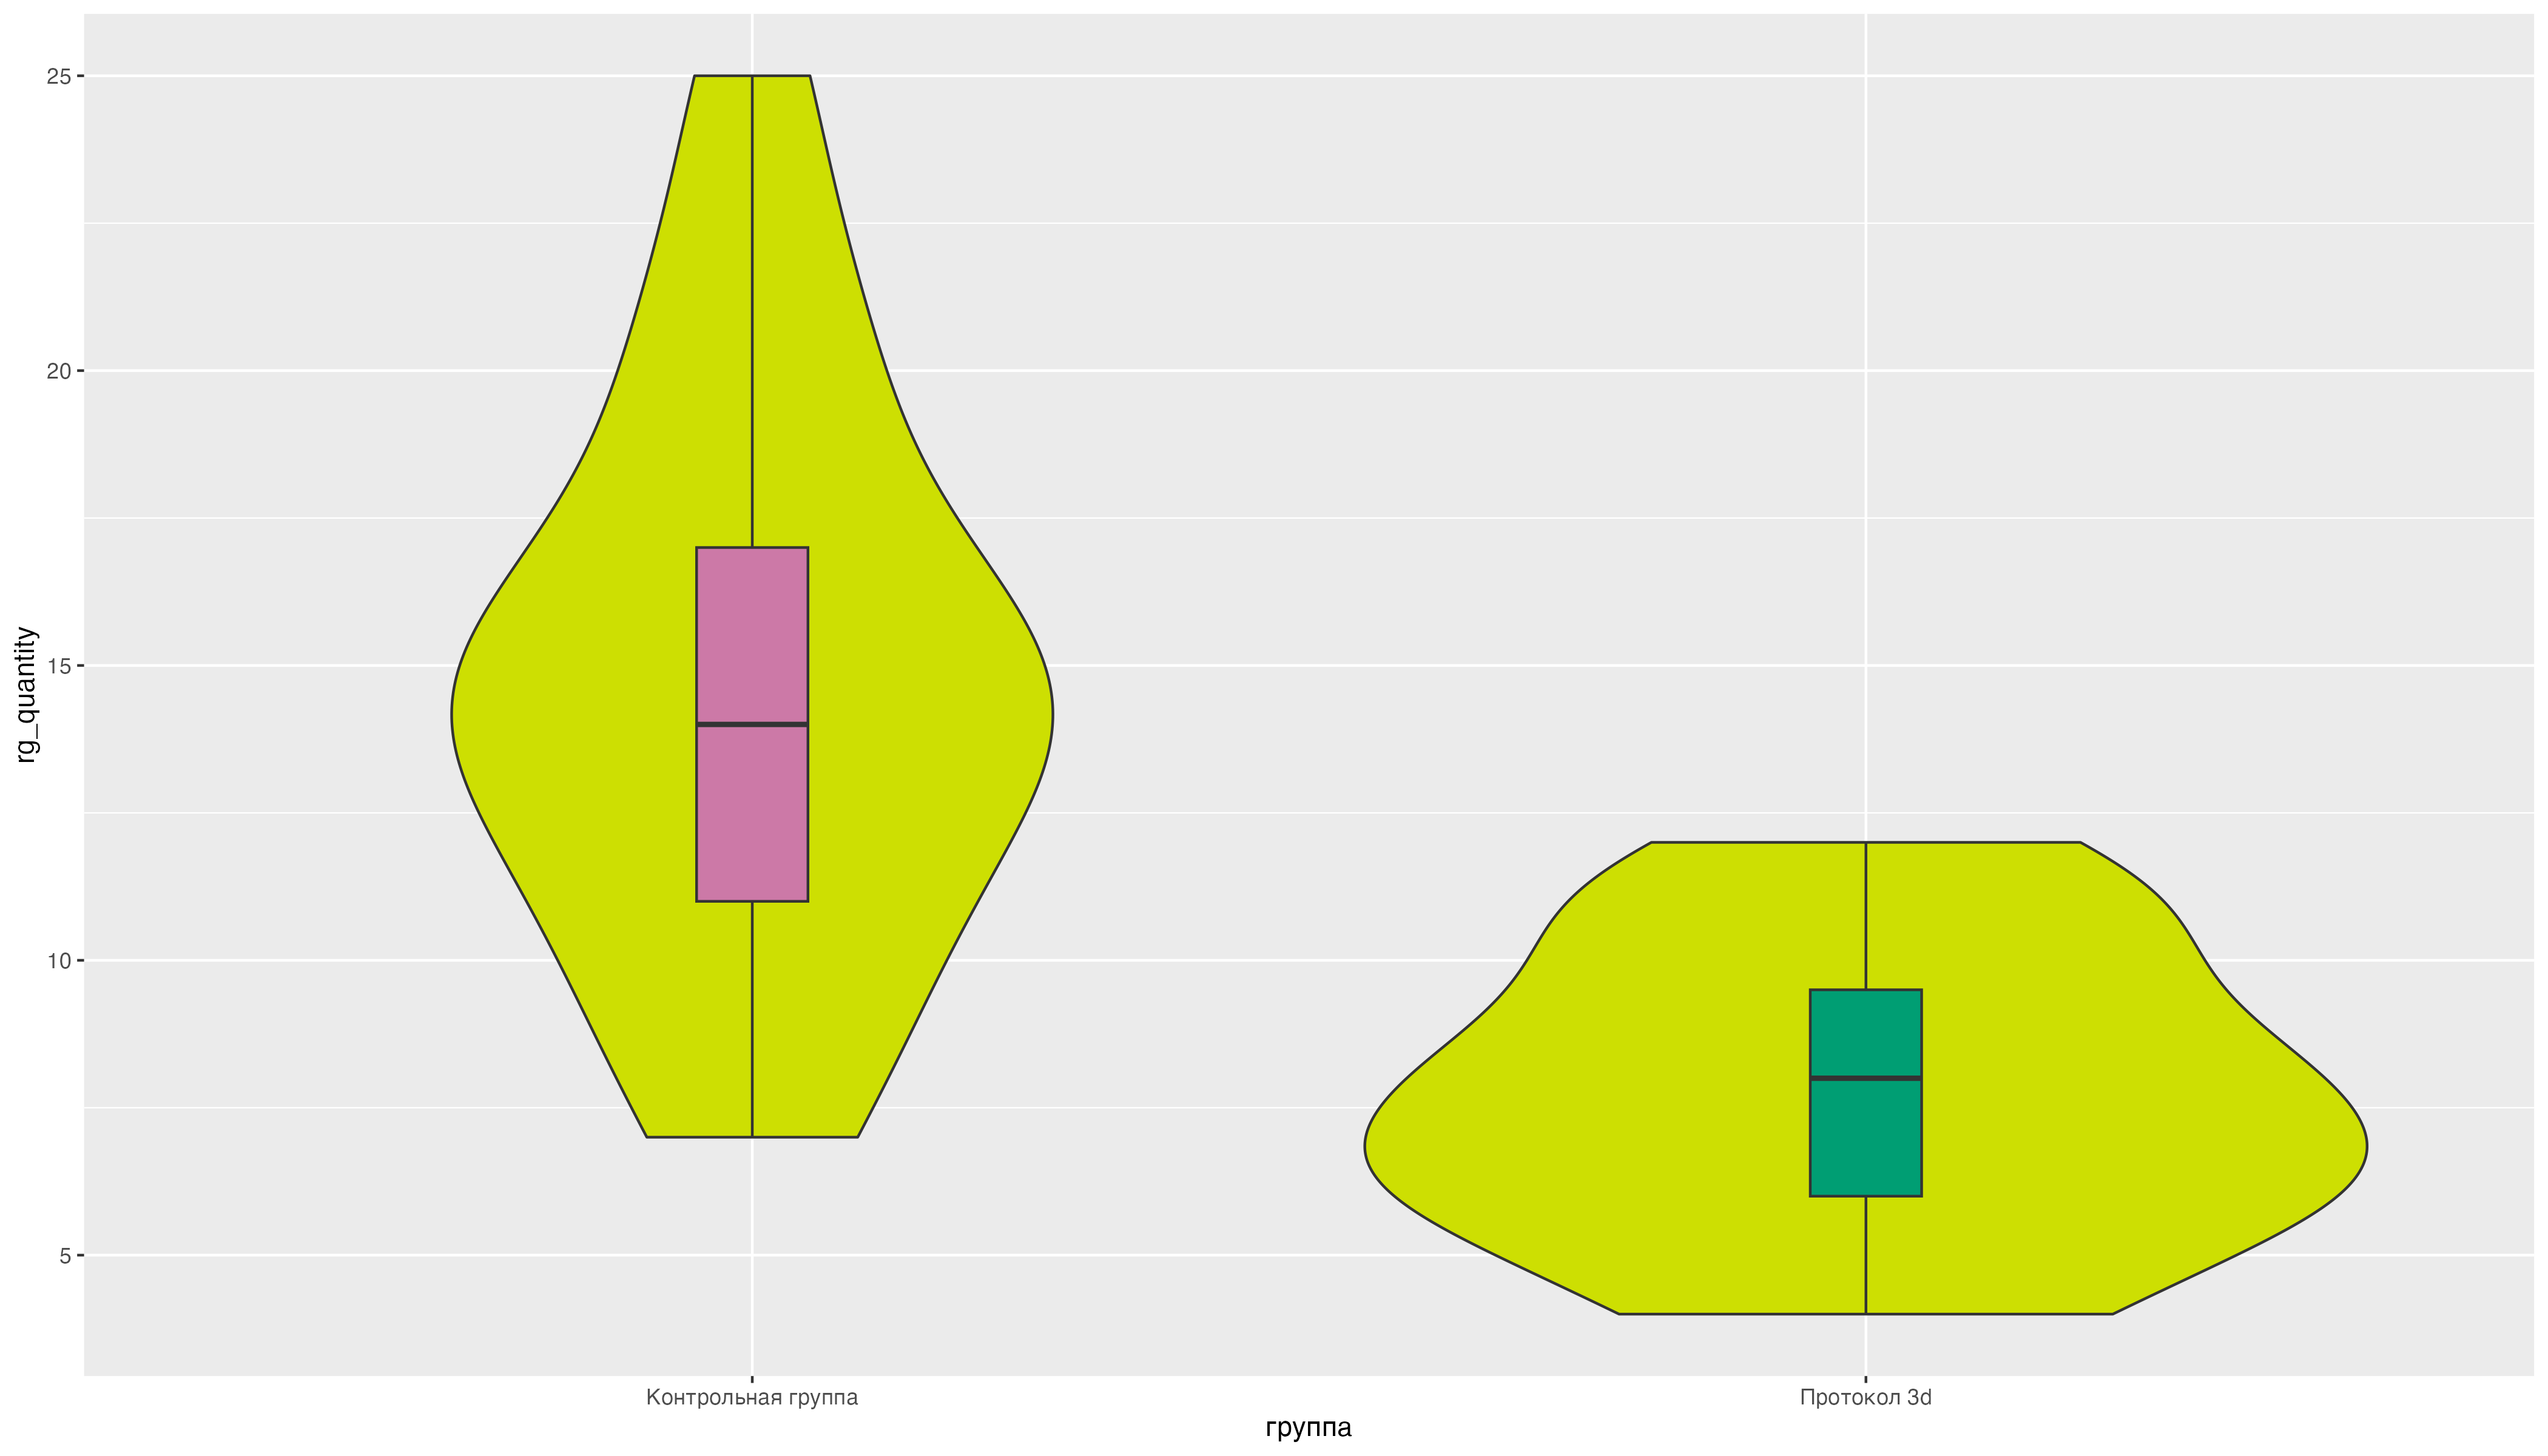 25
20
15
10
5
rg_quantity
Контрольная группа
Протокол 3d
группа